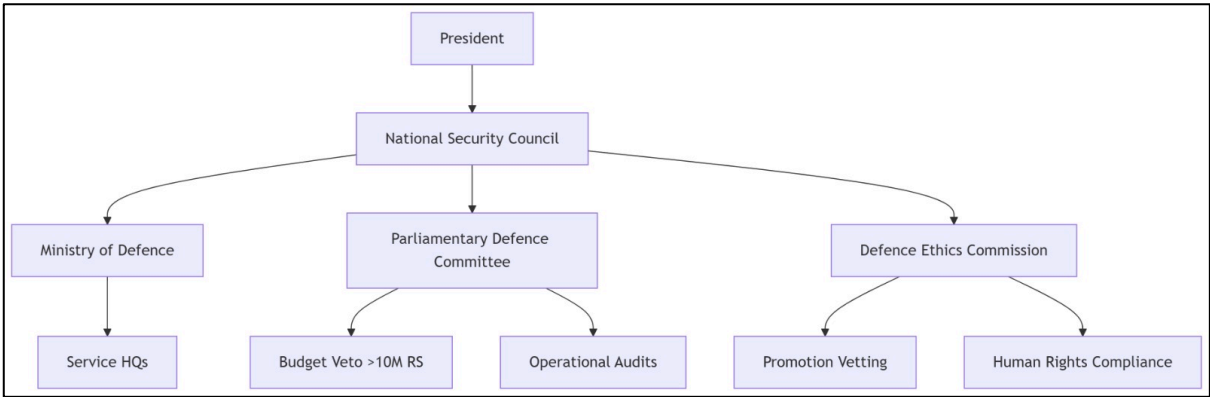 President
National Security Council
Ministry of Defence
Parliamentary Defence
Committee
Defence Ethics Commission
Service HQs
Budget Veto >10M RS
Operational Audits
Promotion Vetting
Human Rights Compliance